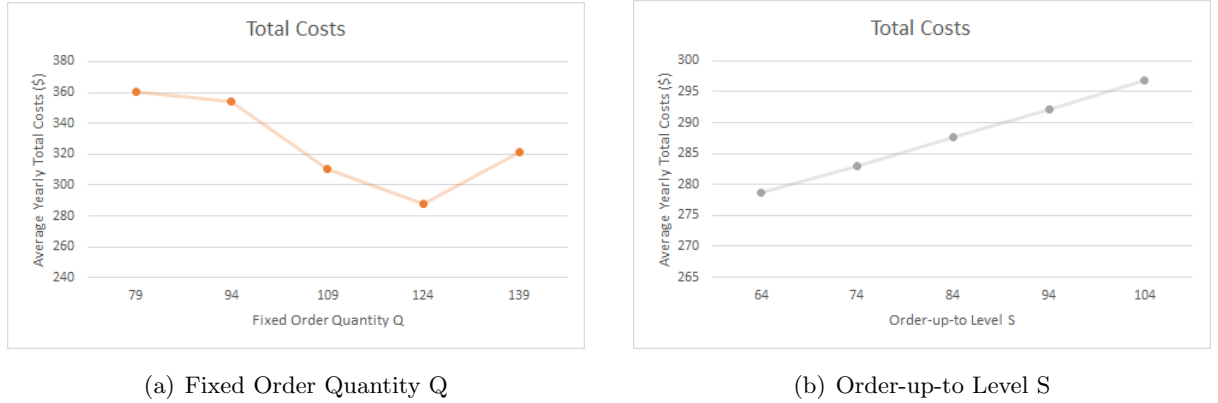 Total Costs
Average Yearly Total Costs ($)
380
360
340
320
300
280
260
240
79 94 109 124 139
Fixed Order Quantity Q
(a) Fixed Order Quantity Q
Total Costs
Average Yearly Total Costs ($)
300
295
290
285
280
275
270
265
64 74 84 94 104
Order-up-to Level S
(b) Order-up-to Level S